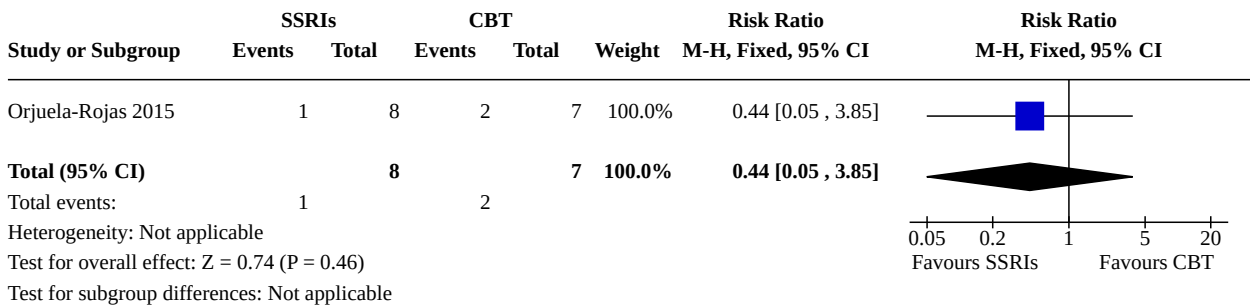 SSRIs CBT Risk Ratio Risk Ratio
Study or Subgroup Events Total Events Total Weight M-H, Fixed, 95% CI M-H, Fixed, 95% CI
Orjuela-Rojas 2015 1 8 2 7 100.0% 0.44 [0.05 , 3.85]
Total (95% CI) 8 7 100.0% 0.44 [0.05 , 3.85]
Total events: 1 2
Heterogeneity: Not applicable
0.05 0.2 1 5 20
Test for overall effect: Z = 0.74 (P = 0.46)
Favours SSRIs Favours CBT
Test for subgroup differences: Not applicable